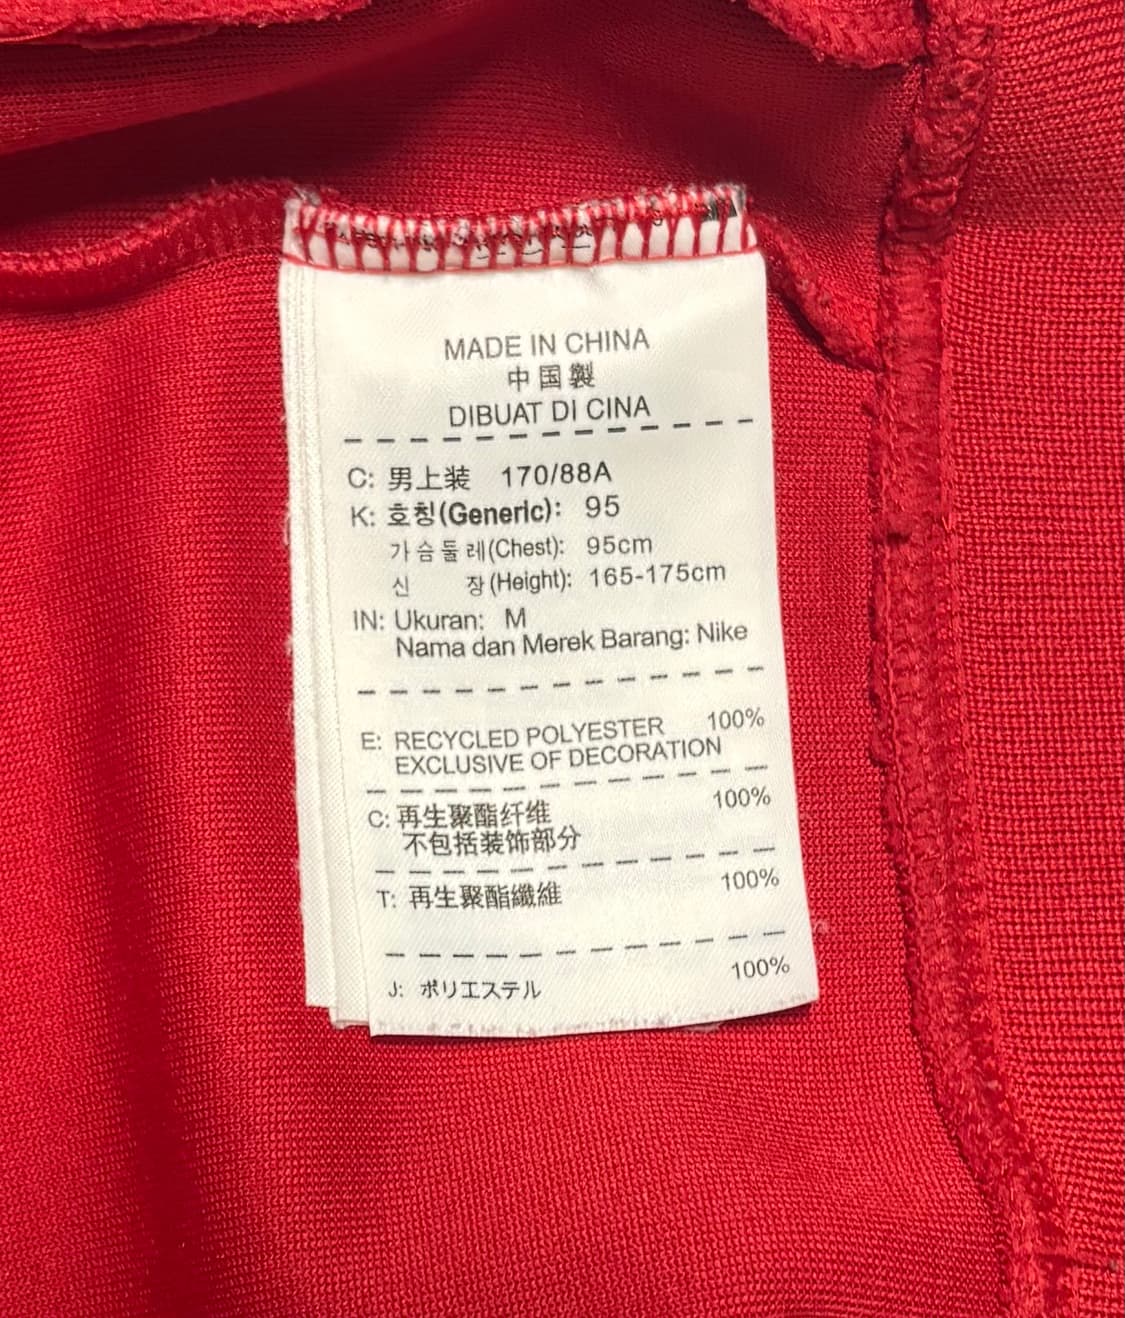 MADE IN CHINA
中国製
DIBUAT DI CINA
C: 男上装 170/88A
K: 호칭(Generic): 95
가슴둘레(Chest): 95cm
신 장(Height): 165-175cm
IN: Ukuran: M
Nama dan Merek Barang: Nike
E: RECYCLED POLYESTER 100%
EXCLUSIVE OF DECORATION
C: 再生聚酯纤维 100%
不包括装饰部分
T: 再生聚酯纖維 100%
J: ポリエステル 100%